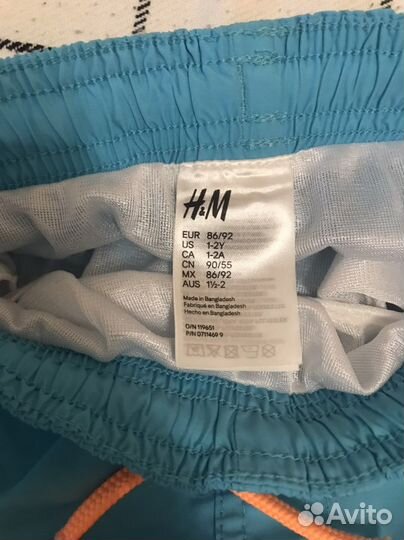 H&M
EUR 86/92
US 1-2Y
CA 1-2A
CN 90/55
MX 86/92
AUS 1½-2
Made in Bangladesh
Fabriqué en Bangladesh
Hecho en Bangladesh
O/N 119651
P/N 0711469 9
Avito